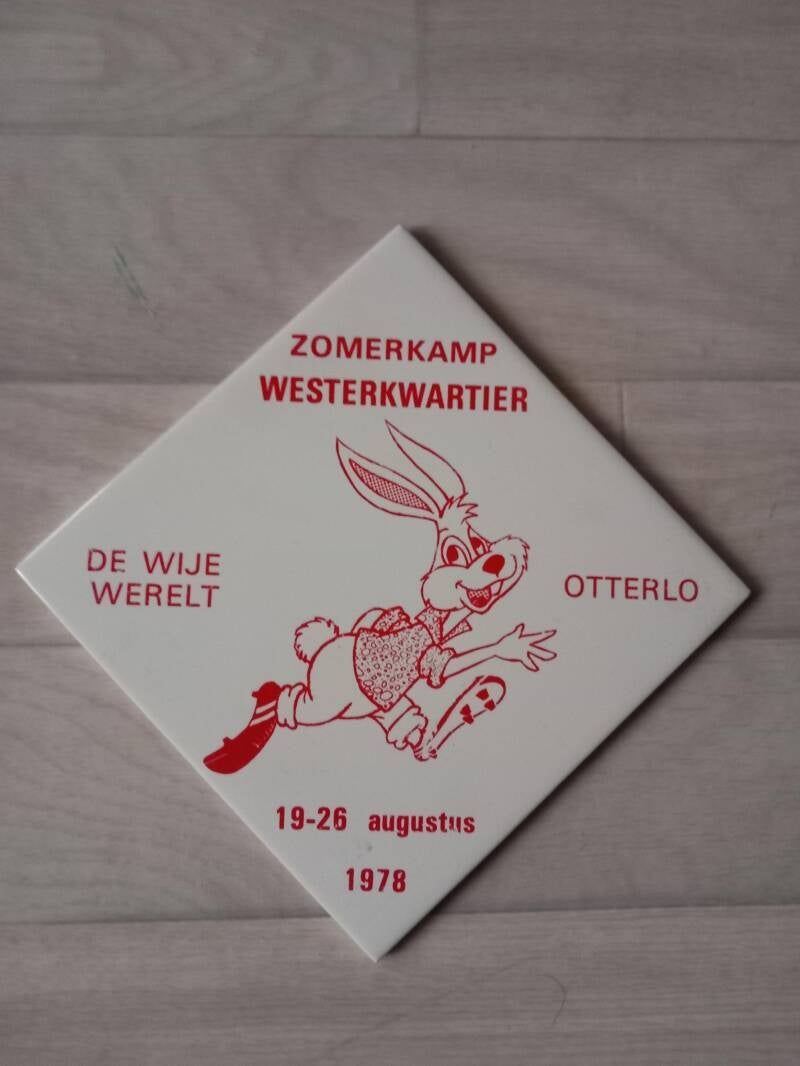 ZOMERKAMP
WESTERKWARTIER
DE WIJE
WERELT
OTTERLO
19-26 augustus
1978